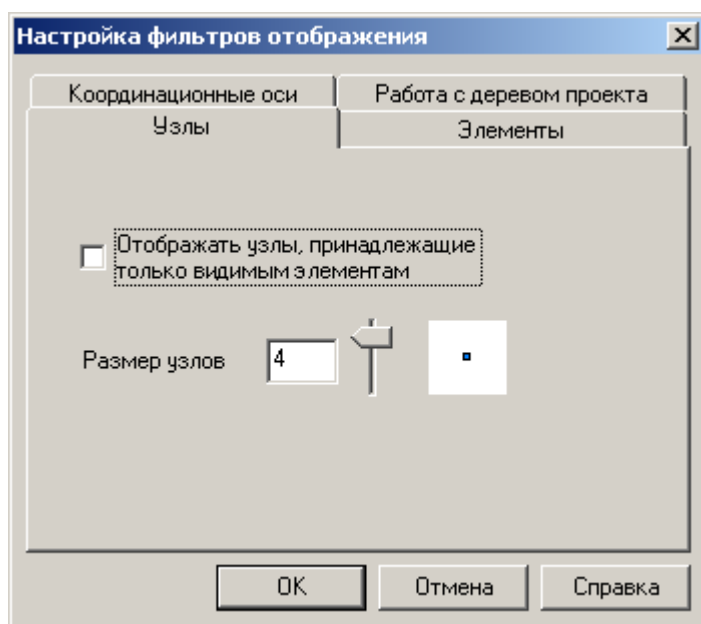 Настройка фильтров отображения
Координационные оси
Работа с деревом проекта
Узлы
Элементы
Отображать узлы, принадлежащие
только видимым элементам
Размер узлов
4
OK
Отмена
Справка